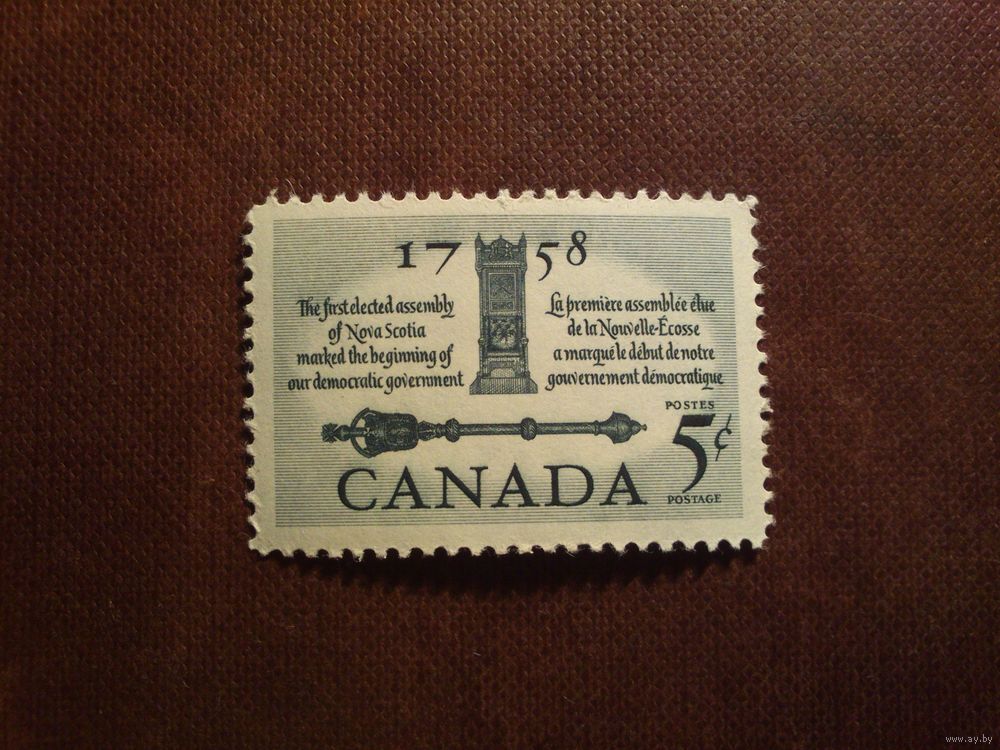 1758
The first elected assembly
of Nova Scotia
marked the beginning of
our democratic government
La première assemblée élue
de la Nouvelle-Écosse
a marqué le début de notre
gouvernement démocratique
POSTES
5¢
POSTAGE
CANADA
www.ay.by